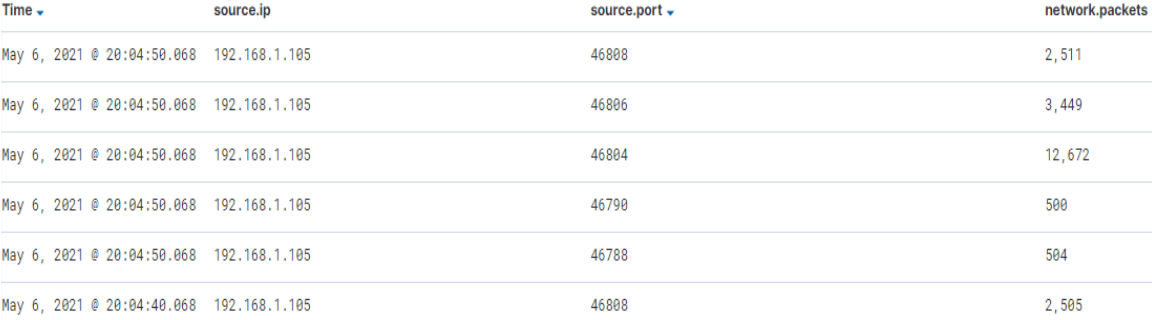 Time source.ip source.port network.packets
May 6, 2021 @ 20:04:50.068 192.168.1.105 46808 2,511
May 6, 2021 @ 20:04:50.068 192.168.1.105 46806 3,449
May 6, 2021 @ 20:04:50.068 192.168.1.105 46804 12,672
May 6, 2021 @ 20:04:50.068 192.168.1.105 46790 500
May 6, 2021 @ 20:04:50.068 192.168.1.105 46788 504
May 6, 2021 @ 20:04:40.068 192.168.1.105 46808 2,505